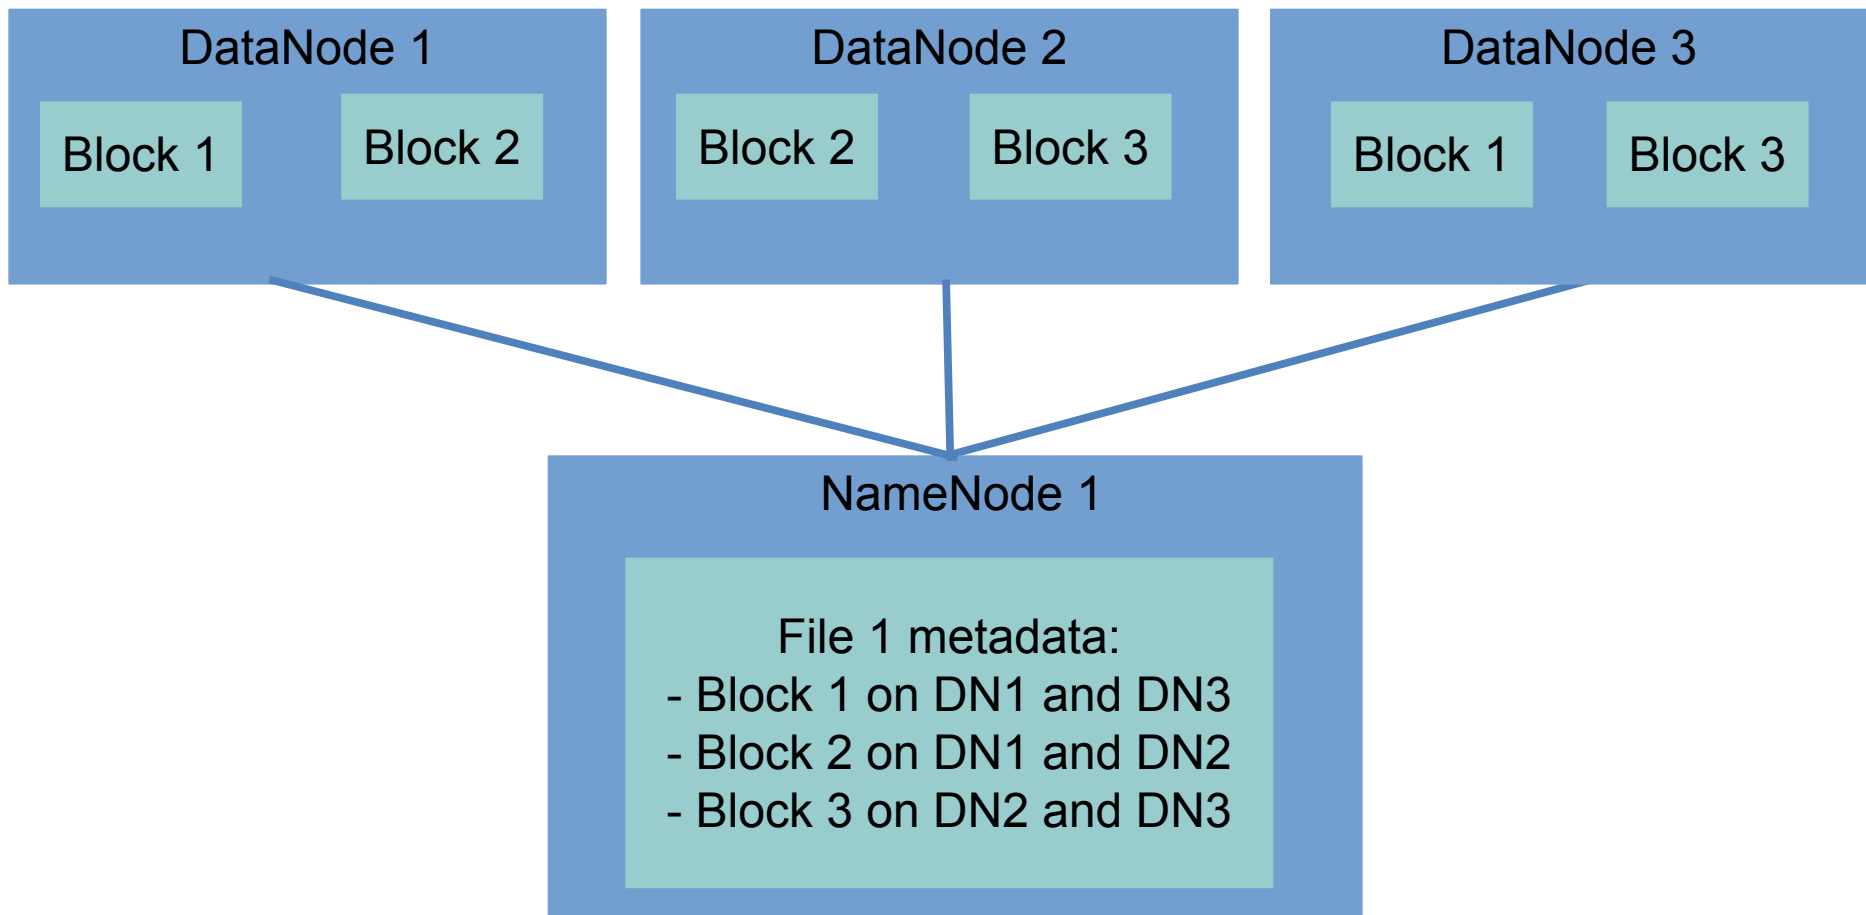 DataNode 1
Block 1
Block 2
DataNode 2
Block 2
Block 3
DataNode 3
Block 1
Block 3
NameNode 1
File 1 metadata:
- Block 1 on DN1 and DN3
- Block 2 on DN1 and DN2
- Block 3 on DN2 and DN3